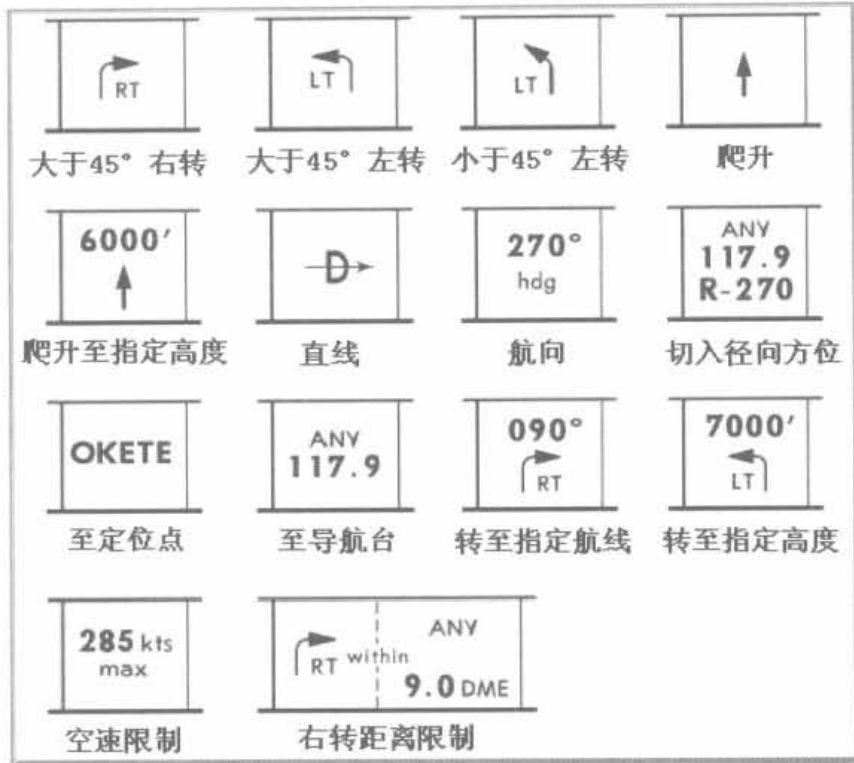 RT
LT
LT
大于45° 右转
大于45° 左转
小于45° 左转
爬升
6000′
270°
hdg
ANY
117.9
R-270
爬升至指定高度
直线
航向
切入径向方位
OKETE
ANY
117.9
090°
RT
7000′
LT
至定位点
至导航台
转至指定航线
转至指定高度
285 kts
max
RT within
ANY
9.0 DME
空速限制
右转距离限制